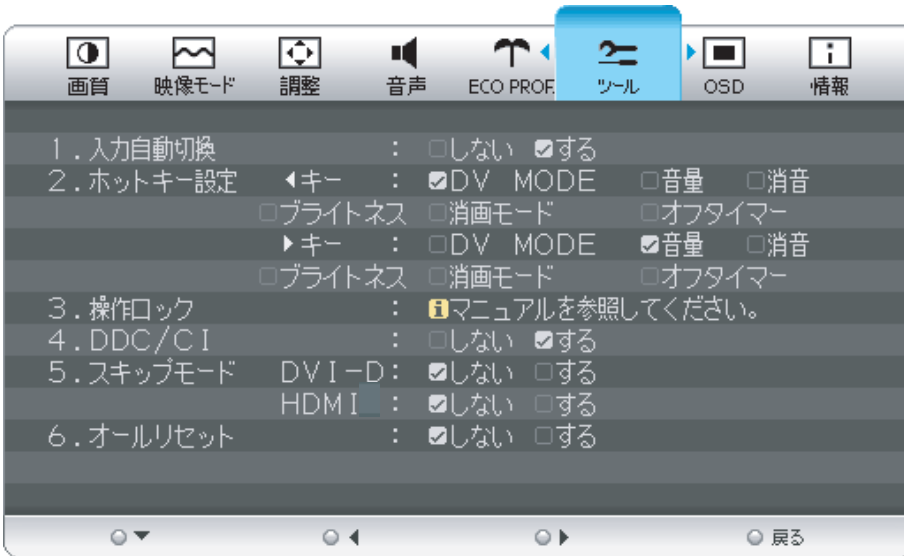 画質 映像モード 調整 音声 ECO PROF. ツール OSD 情報
1.入力自動切換 : □しない ☑する
2.ホットキー設定 ◀キー : ☑DV MODE □音量 □消音
□ブライトネス □消画モード □オフタイマー
▶キー : □DV MODE ☑音量 □消音
□ブライトネス □消画モード □オフタイマー
3.操作ロック : iマニュアルを参照してください。
4.DDC/CI : □しない ☑する
5.スキップモード DVI-D: ☑しない □する
HDMI : ☑しない □する
6.オールリセット : ☑しない □する
▼ ◀ ▶ 戻る